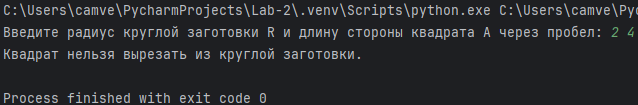 C:\Users\camve\PycharmProjects\Lab-2\.venv\Scripts\python.exe C:\Users\camve\Pyc
Введите радиус круглой заготовки R и длину стороны квадрата A через пробел: 2 4
Квадрат нельзя вырезать из круглой заготовки.
Process finished with exit code 0